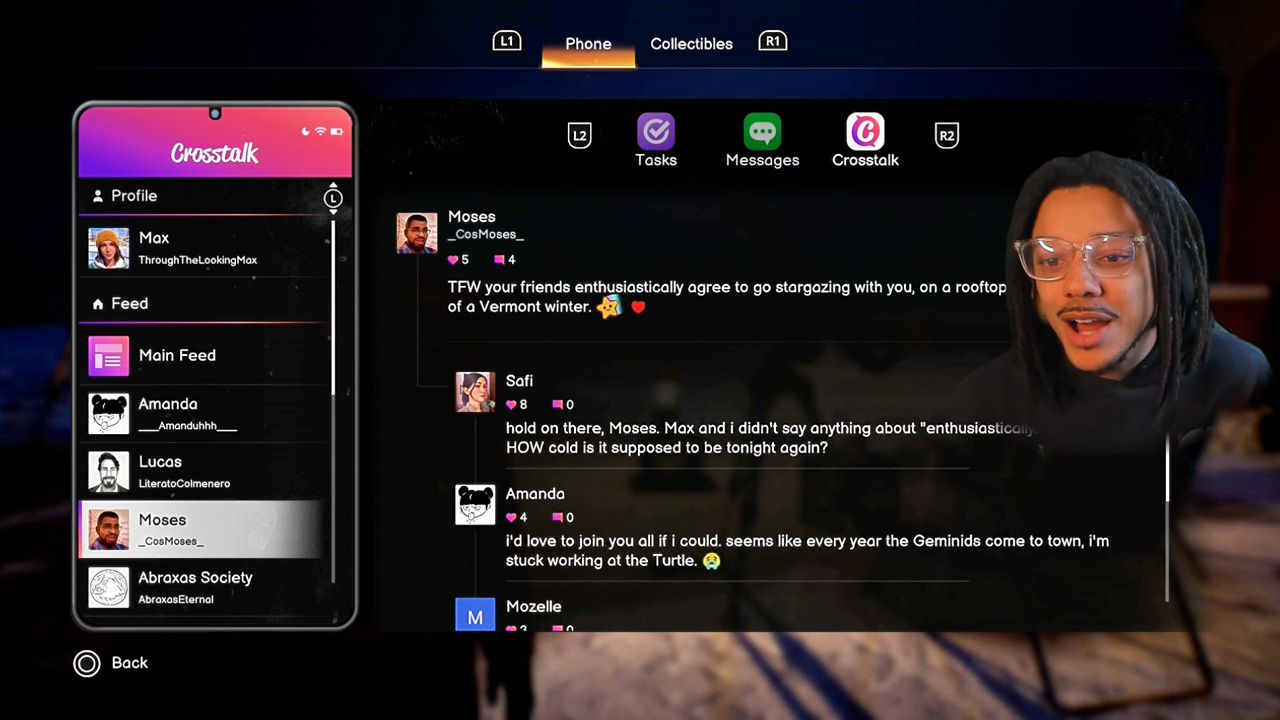 L1
Phone
Collectibles
R1
Crosstalk
L2
Tasks
Messages
Crosstalk
R2
Profile
L
Max
ThroughTheLookingMax
Feed
Main Feed
Amanda
____Amanduhhh____
Lucas
LiteratoColmenero
Moses
_CosMoses_
Abraxas Society
AbraxasEternal
Moses
_CosMoses_
5 4
TFW your friends enthusiastically agree to go stargazing with you, on a rooftop
of a Vermont winter.
Safi
8 0
hold on there, Moses. Max and i didn't say anything about "enthusiastically.
HOW cold is it supposed to be tonight again?
Amanda
4 0
i'd love to join you all if i could. seems like every year the Geminids come to town, i'm
stuck working at the Turtle.
M
Mozelle
3 0
Back